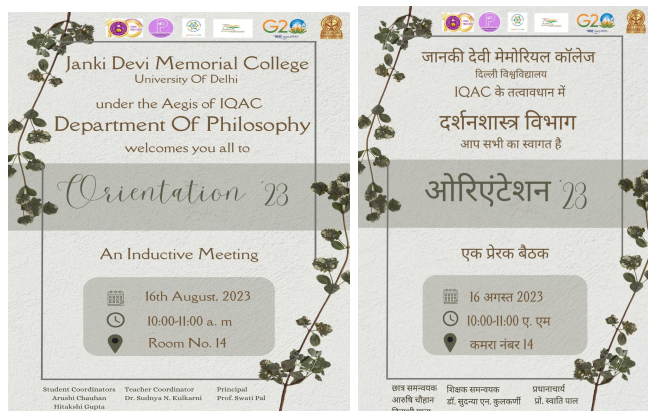 G20
Janki Devi Memorial College
University Of Delhi
under the Aegis of IQAC
Department Of Philosophy
welcomes you all to
Orientation '23
An Inductive Meeting
16th August, 2023
10:00-11:00 a. m
Room No. 14
Student Coordinators
Arushi Chauhan
Hitakshi Gupta
Teacher Coordinator
Dr. Sudnya N. Kulkarni
Principal
Prof. Swati Pal
G20
जानकी देवी मेमोरियल कॉलेज
दिल्ली विश्वविद्यालय
IQAC के तत्वावधान में
दर्शनशास्त्र विभाग
आप सभी का स्वागत है
ओरिएंटेशन '23
एक प्रेरक बैठक
16 अगस्त 2023
10:00-11:00 ए. एम
कमरा नंबर 14
छात्र समन्वयक
आरुषि चौहान
शिक्षक समन्वयक
डॉ. सुदन्या एन. कुलकर्णी
प्रधानाचार्य
प्रो. स्वाति पाल